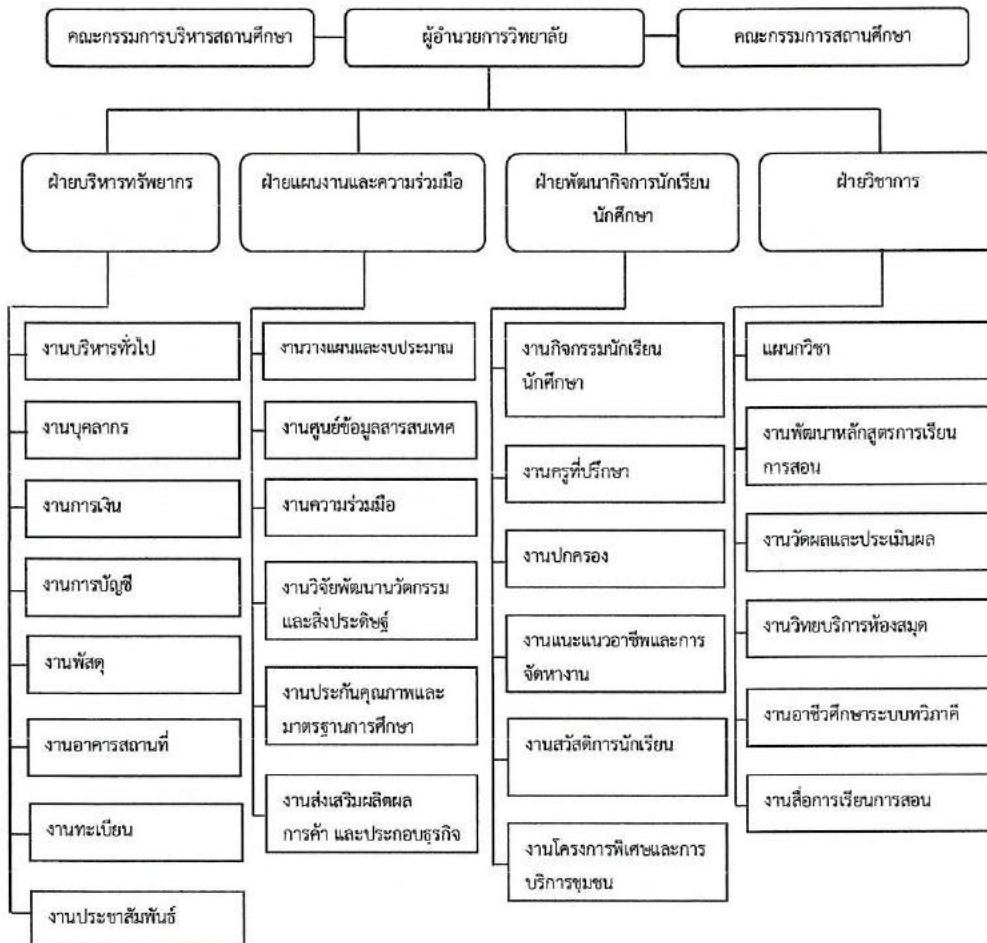 คณะกรรมการบริหารสถานศึกษา
ผู้อำนวยการวิทยาลัย
คณะกรรมการสถานศึกษา
ฝ่ายบริหารทรัพยากร
ฝ่ายแผนงานและความร่วมมือ
ฝ่ายพัฒนากิจการนักเรียน
นักศึกษา
ฝ่ายวิชาการ
งานบริหารทั่วไป
งานบุคลากร
งานการเงิน
งานการบัญชี
งานพัสดุ
งานอาคารสถานที่
งานทะเบียน
งานประชาสัมพันธ์
งานวางแผนและงบประมาณ
งานศูนย์ข้อมูลสารสนเทศ
งานความร่วมมือ
งานวิจัยพัฒนานวัตกรรม
และสิ่งประดิษฐ์
งานประกันคุณภาพและ
มาตรฐานการศึกษา
งานส่งเสริมผลิตผล
การค้า และประกอบธุรกิจ
งานกิจกรรมนักเรียน
นักศึกษา
งานครูที่ปรึกษา
งานปกครอง
งานแนะแนวอาชีพและการ
จัดหางาน
งานสวัสดิการนักเรียน
งานโครงการพิเศษและการ
บริการชุมชน
แผนกวิชา
งานพัฒนาหลักสูตรการเรียน
การสอน
งานวัดผลและประเมินผล
งานวิทยบริการห้องสมุด
งานอาชีวศึกษาระบบทวิภาคี
งานสื่อการเรียนการสอน